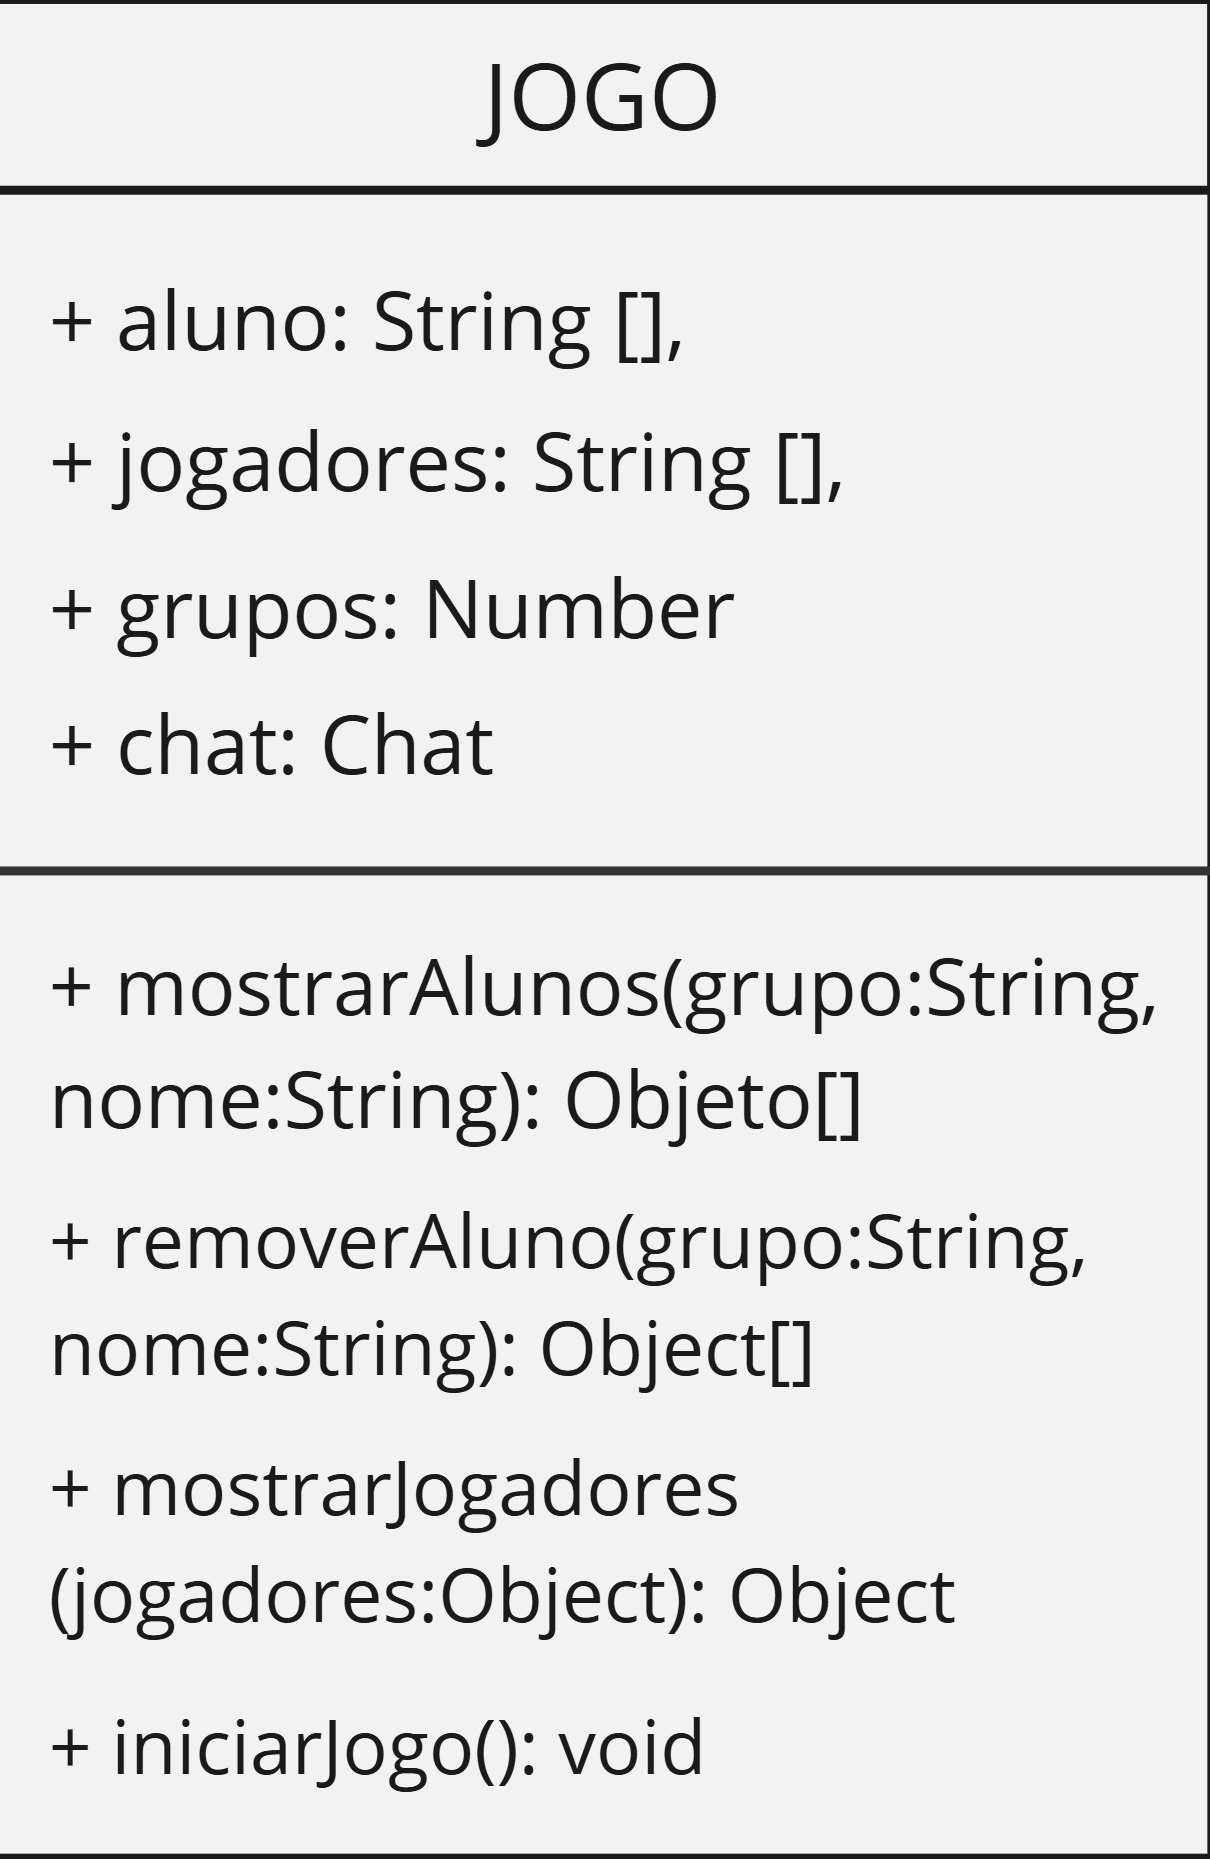 JOGO
+ aluno: String [],
+ jogadores: String [],
+ grupos: Number
+ chat: Chat
+ mostrarAlunos(grupo:String,
nome:String): Objeto[]
+ removerAluno(grupo:String,
nome:String): Object[]
+ mostrarJogadores
(jogadores:Object): Object
+ iniciarJogo(): void